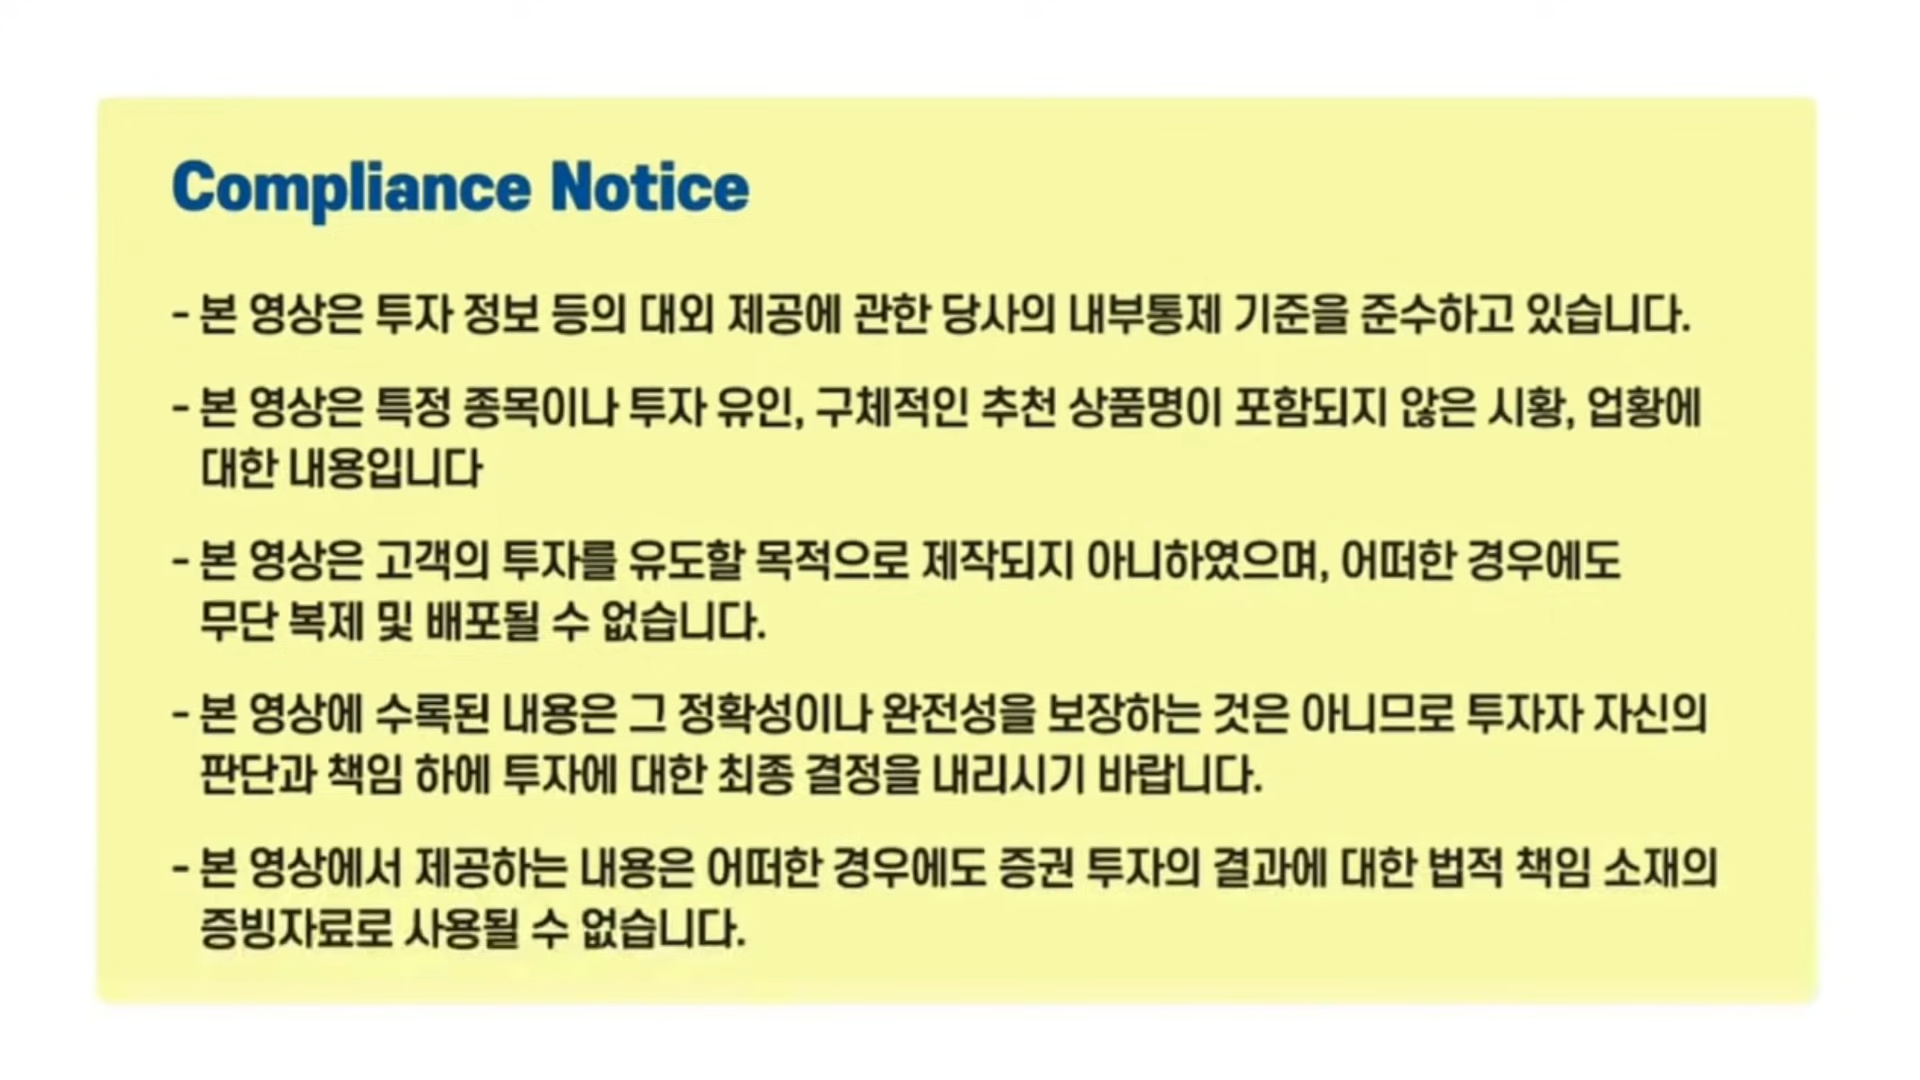 Compliance Notice
- 본 영상은 투자 정보 등의 대외 제공에 관한 당사의 내부통제 기준을 준수하고 있습니다.
- 본 영상은 특정 종목이나 투자 유인, 구체적인 추천 상품명이 포함되지 않은 시황, 업황에
대한 내용입니다
- 본 영상은 고객의 투자를 유도할 목적으로 제작되지 아니하였으며, 어떠한 경우에도
무단 복제 및 배포될 수 없습니다.
- 본 영상에 수록된 내용은 그 정확성이나 완전성을 보장하는 것은 아니므로 투자자 자신의
판단과 책임 하에 투자에 대한 최종 결정을 내리시기 바랍니다.
- 본 영상에서 제공하는 내용은 어떠한 경우에도 증권 투자의 결과에 대한 법적 책임 소재의
증빙자료로 사용될 수 없습니다.